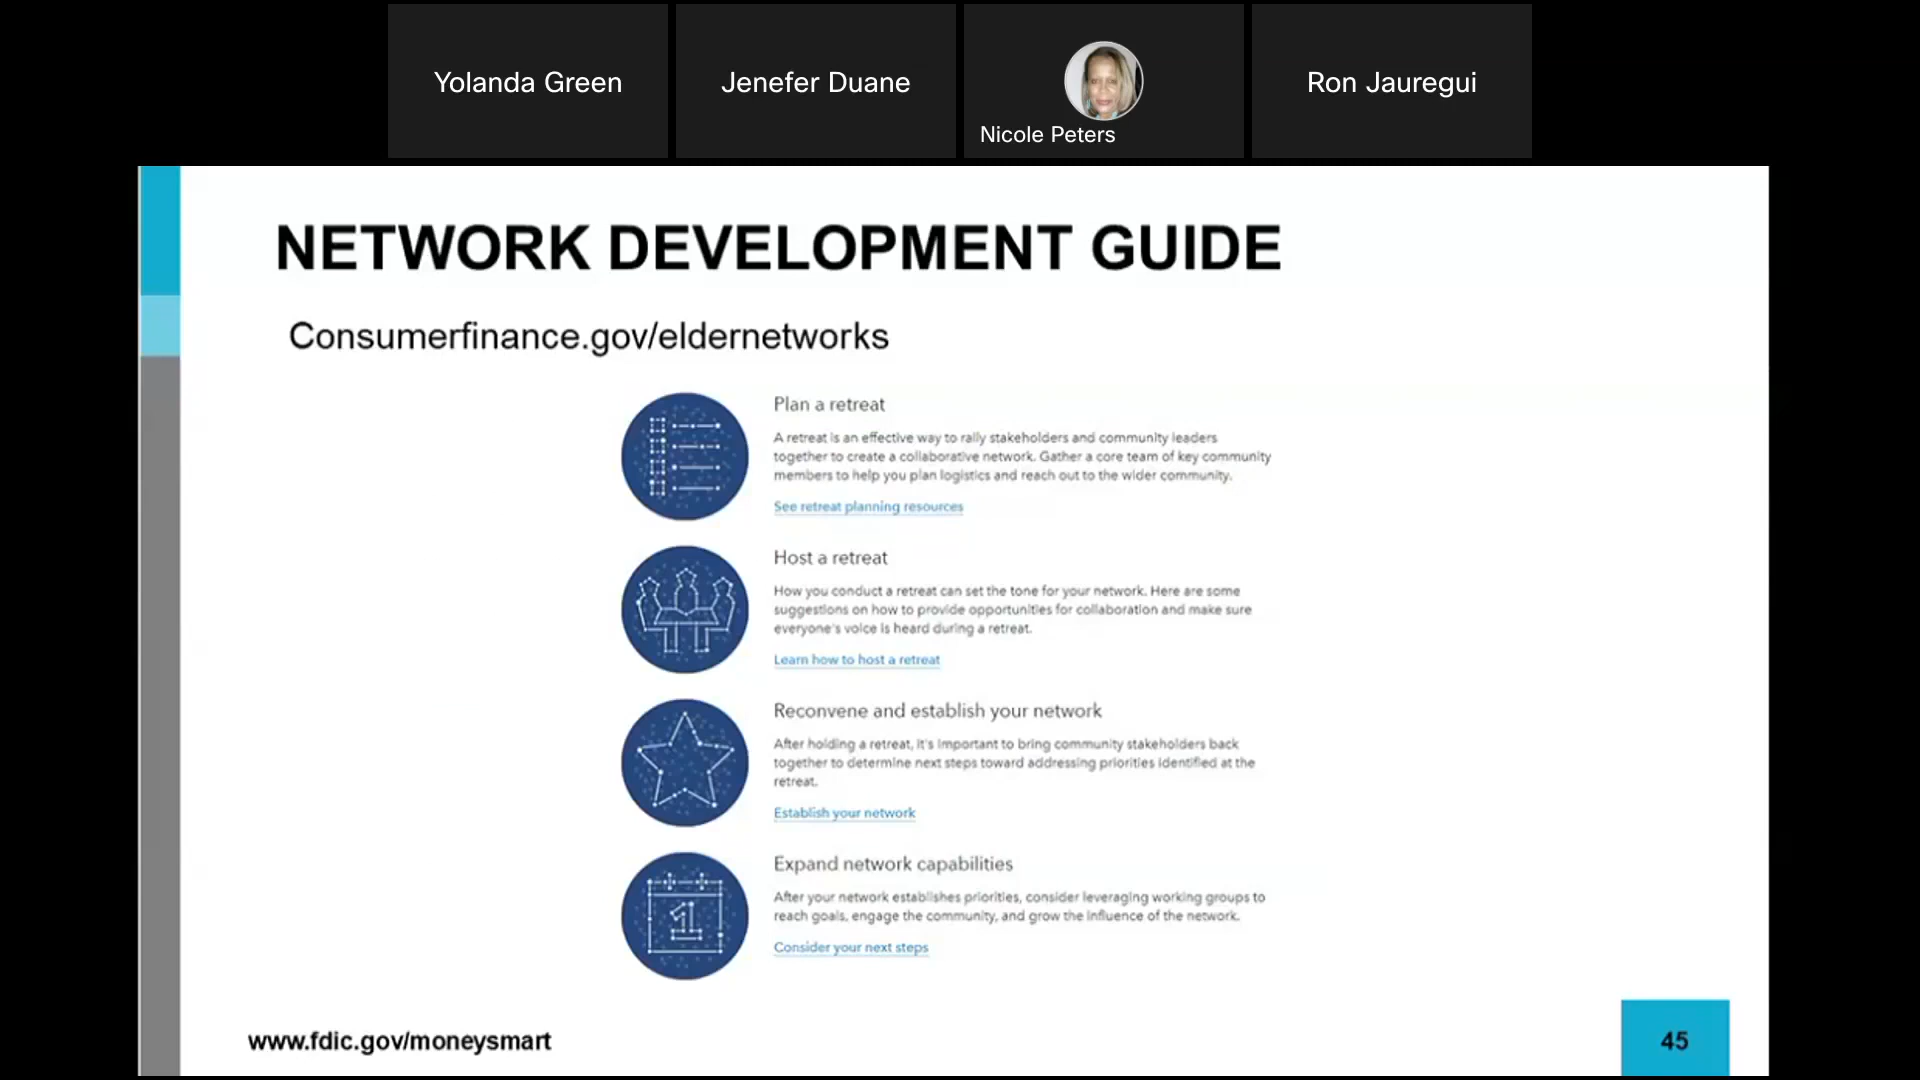 Yolanda Green
Jenefer Duane
Nicole Peters
Ron Jauregui
NETWORK DEVELOPMENT GUIDE
Consumerfinance.gov/eldernetworks
Plan a retreat
A retreat is an effective way to rally stakeholders and community leaders
together to create a collaborative network. Gather a core team of key community
members to help you plan logistics and reach out to the wider community.
See retreat planning resources
Host a retreat
How you conduct a retreat can set the tone for your network. Here are some
suggestions on how to provide opportunities for collaboration and make sure
everyone's voice is heard during a retreat.
Learn how to host a retreat
Reconvene and establish your network
After holding a retreat, it's important to bring community stakeholders back
together to determine next steps toward addressing priorities identified at the
retreat.
Establish your network
1
Expand network capabilities
After your network establishes priorities, consider leveraging working groups to
reach goals, engage the community, and grow the influence of the network.
Consider your next steps
www.fdic.gov/moneysmart
45